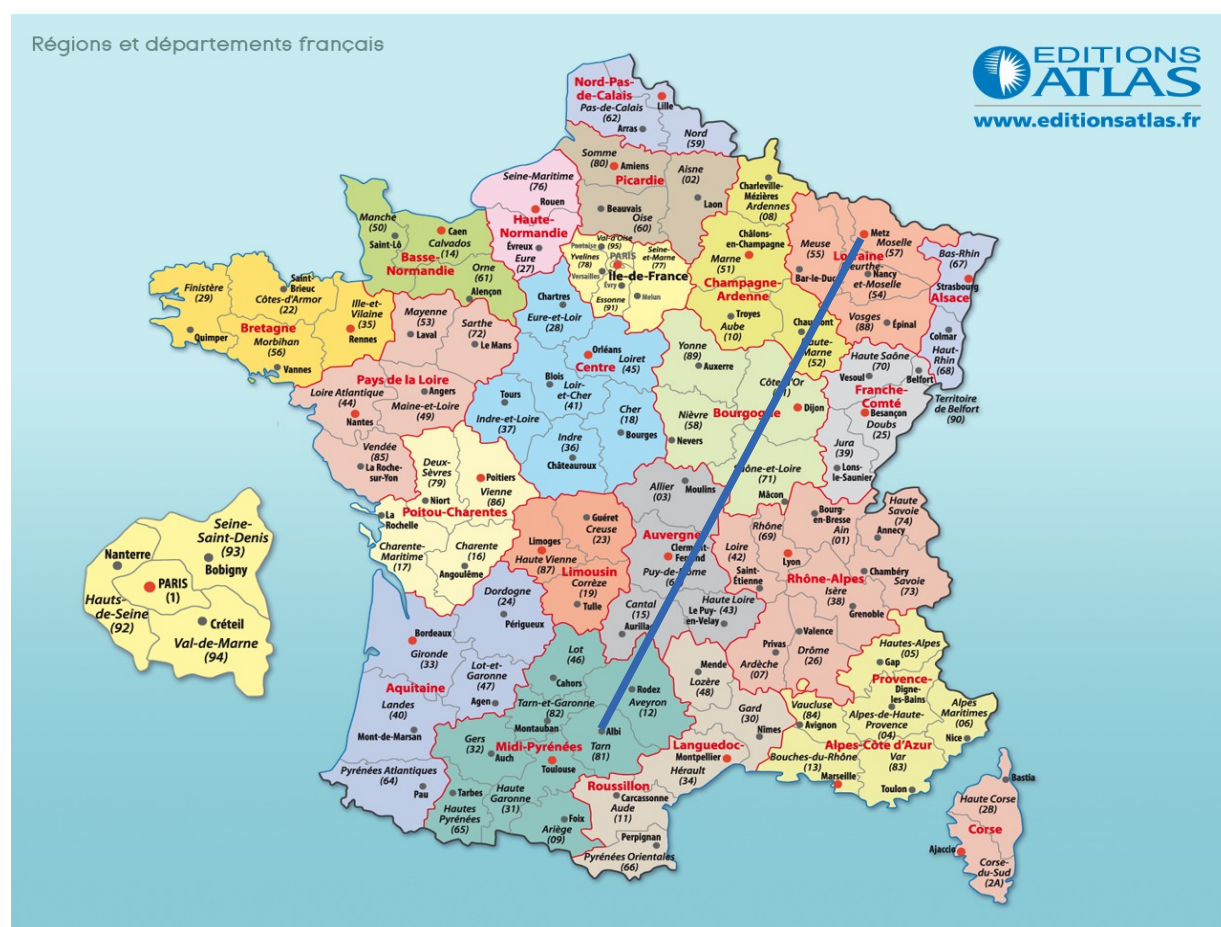 Régions et départements français
EDITIONS
ATLAS
www.editionsatlas.fr
Nord-Pas-
de-Calais
Pas-de-Calais
(62)
Lille
Arras
Nord
(59)
Somme
(80)
Amiens
Picardie
Aisne
(02)
Laon
Beauvais
Oise
(60)
Seine-Maritime
(76)
Rouen
Haute-
Normandie
Évreux
Eure
(27)
Manche
(50)
Saint-Lô
Caen
Calvados
(14)
Basse-
Normandie
Orne
(61)
Alençon
Charleville-
Mézières
Ardennes
(08)
Châlons-
en-Champagne
Marne
(51)
Champagne-
Ardenne
Troyes
Aube
(10)
Haute-
Marne
(52)
Metz
Moselle
(57)
Meuse
(55)
Bar-le-Duc
Nancy
et-Moselle
(54)
Vosges
(88)
Épinal
Bas-Rhin
(67)
Strasbourg
Alsace
Colmar
Haut-
Rhin
(68)
Val-d'Oise
(95)
Pontoise
Yvelines
(78)
PARIS
Seine-
et-Marne
(77)
Versailles
Île-de-France
Évry
Melun
Essonne
(91)
Finistère
(29)
Quimper
Saint-
Brieuc
Côtes-d'Armor
(22)
Bretagne
Morbihan
(56)
Vannes
Ille-et-
Vilaine
(35)
Rennes
Mayenne
(53)
Laval
Sarthe
(72)
Le Mans
Pays de la Loire
Loire Atlantique
(44)
Nantes
Angers
Maine-et-Loire
(49)
Vendée
(85)
La Roche-
sur-Yon
Chartres
Eure-et-Loir
(28)
Orléans
Centre
Loiret
(45)
Blois
Loir-
et-Cher
(41)
Tours
Indre-et-Loire
(37)
Cher
(18)
Bourges
Indre
(36)
Châteauroux
Yonne
(89)
Auxerre
Dijon
Nièvre
(58)
Nevers
(71)
Mâcon
Haute Saône
(70)
Vesoul
Belfort
Franche-
Comté
Besançon
Doubs
(25)
Jura
(39)
Lons-
le-Saunier
Territoire
de Belfort
(90)
Deux-
Sèvres
(79)
Niort
Poitiers
Vienne
(86)
Poitou-Charentes
La
Rochelle
Charente-
Maritime
(17)
Charente
(16)
Angoulême
Guéret
Creuse
(23)
Limoges
Haute Vienne
(87)
Limousin
Corrèze
(19)
Tulle
Allier
(03)
Moulins
Auvergne
Cantal
(15)
Haute Loire
(43)
Le Puy-
en-Velay
Rhône
(69)
Loire
(42)
Saint-
Étienne
Bourg-
en-Bresse
Ain
(01)
Haute
Savoie
(74)
Annecy
Lyon
Rhône-Alpes
Chambéry
Savoie
(73)
Isère
(38)
Grenoble
Valence
Drôme
(26)
Privas
Ardèche
(07)
Dordogne
(24)
Périgueux
Bordeaux
Gironde
(33)
Lot-et-
Garonne
(47)
Agen
Aquitaine
Landes
(40)
Mont-de-Marsan
Pyrénées Atlantiques
(64)
Pau
Lot
(46)
Cahors
Rodez
Aveyron
(12)
Tarn-et-Garonne
(82)
Montauban
Albi
Tarn
(81)
Gers
(32)
Auch
Midi-Pyrénées
Toulouse
Tarbes
Hautes
Pyrénées
(65)
Haute
Garonne
(31)
Foix
Ariège
(09)
Mende
Lozère
(48)
Gard
(30)
Nîmes
Languedoc-
Montpellier
Hérault
(34)
Roussillon
Carcassonne
Aude
(11)
Perpignan
Pyrénées Orientales
(66)
Hautes-Alpes
(05)
Gap
Provence-
Digne-
les-Bains
Alpes
Maritimes
(06)
Nice
Vaucluse
(84)
Avignon
Alpes-de-Haute-
Provence
(04)
Alpes-Côte d'Azur
Bouches-du-Rhône
(13)
Marseille
Var
(83)
Toulon
Bastia
Haute Corse
(2B)
Corse
Ajaccio
Corse-
du-Sud
(2A)
Seine-
Saint-Denis
(93)
Bobigny
Nanterre
PARIS
(1)
Hauts-
de-Seine
(92)
Créteil
Val-de-Marne
(94)